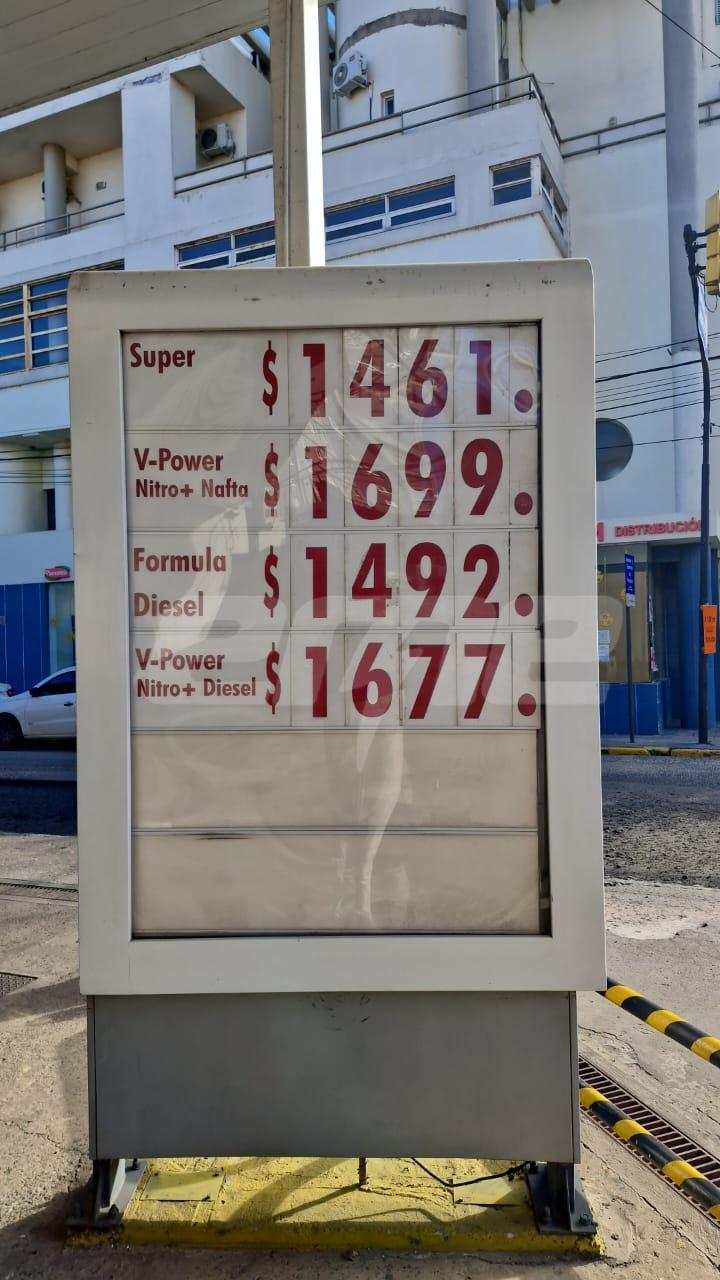 Super $ 1461.
V-Power
Nitro+ Nafta $ 1699.
Formula
Diesel $ 1492.
V-Power
Nitro+ Diesel $ 1677.
DISTRIBUCIÓN